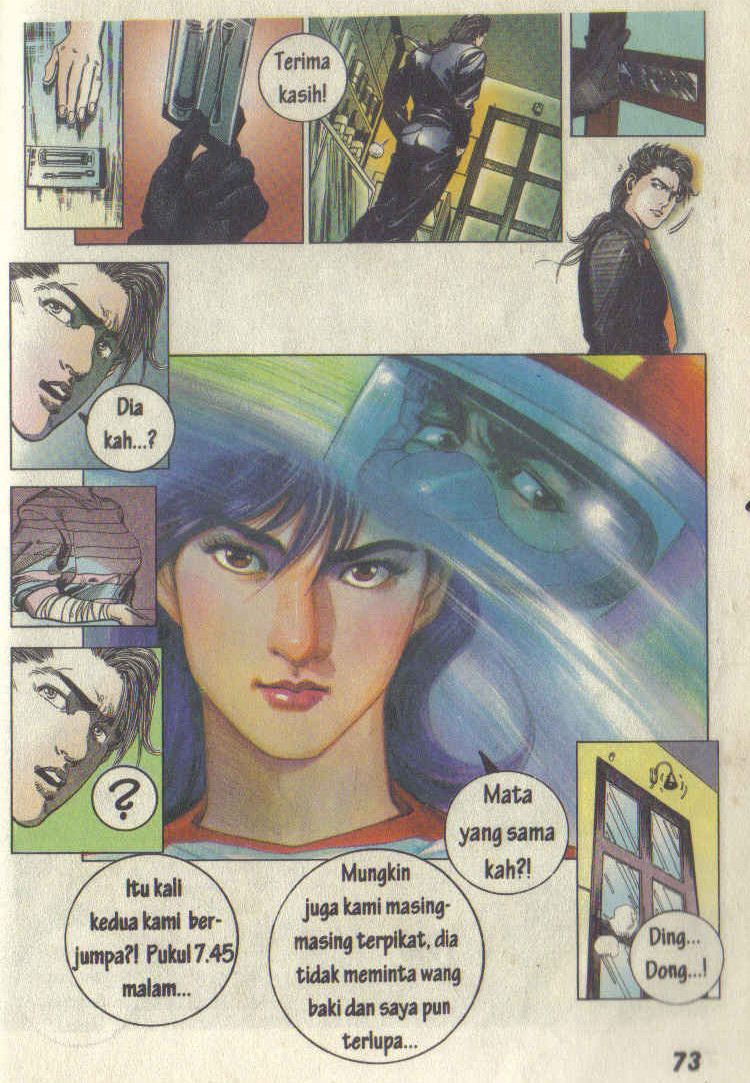 Terima
kasih!
Dia
kah...?
?
Mata
yang sama
kah?!
Itu kali
kedua kami ber-
jumpa?! Pukul 7.45
malam...
Mungkin
juga kami masing-
masing terpikat, dia
tidak meminta wang
baki dan saya pun
terlupa...
Ding...
Dong...!
73